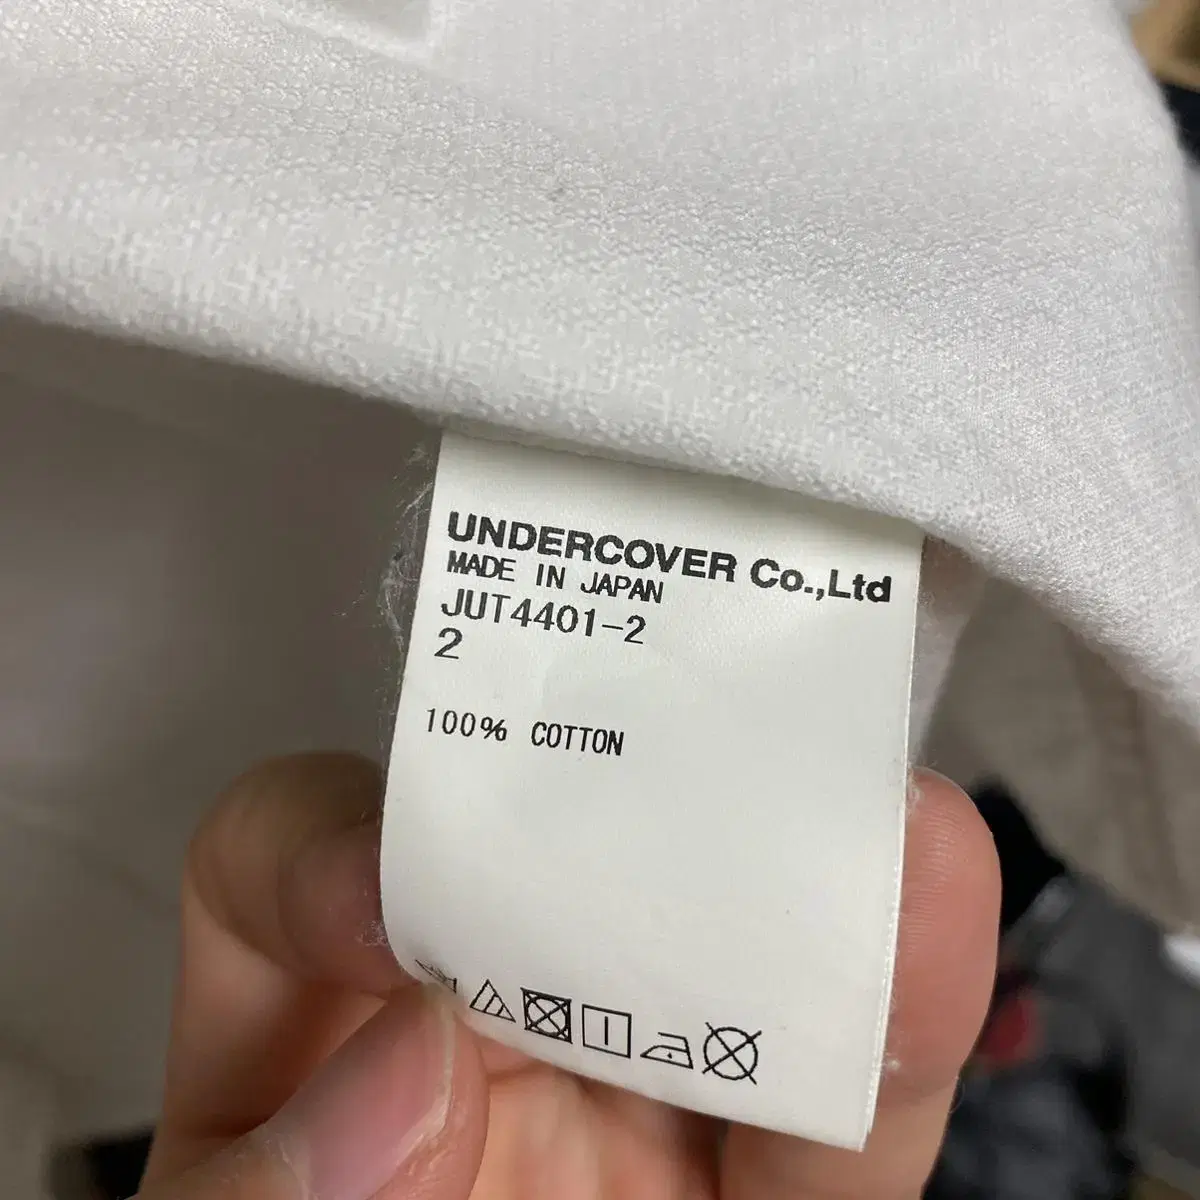 UNDERCOVER Co.,Ltd
MADE IN JAPAN
JUT4401-2
2
100% COTTON